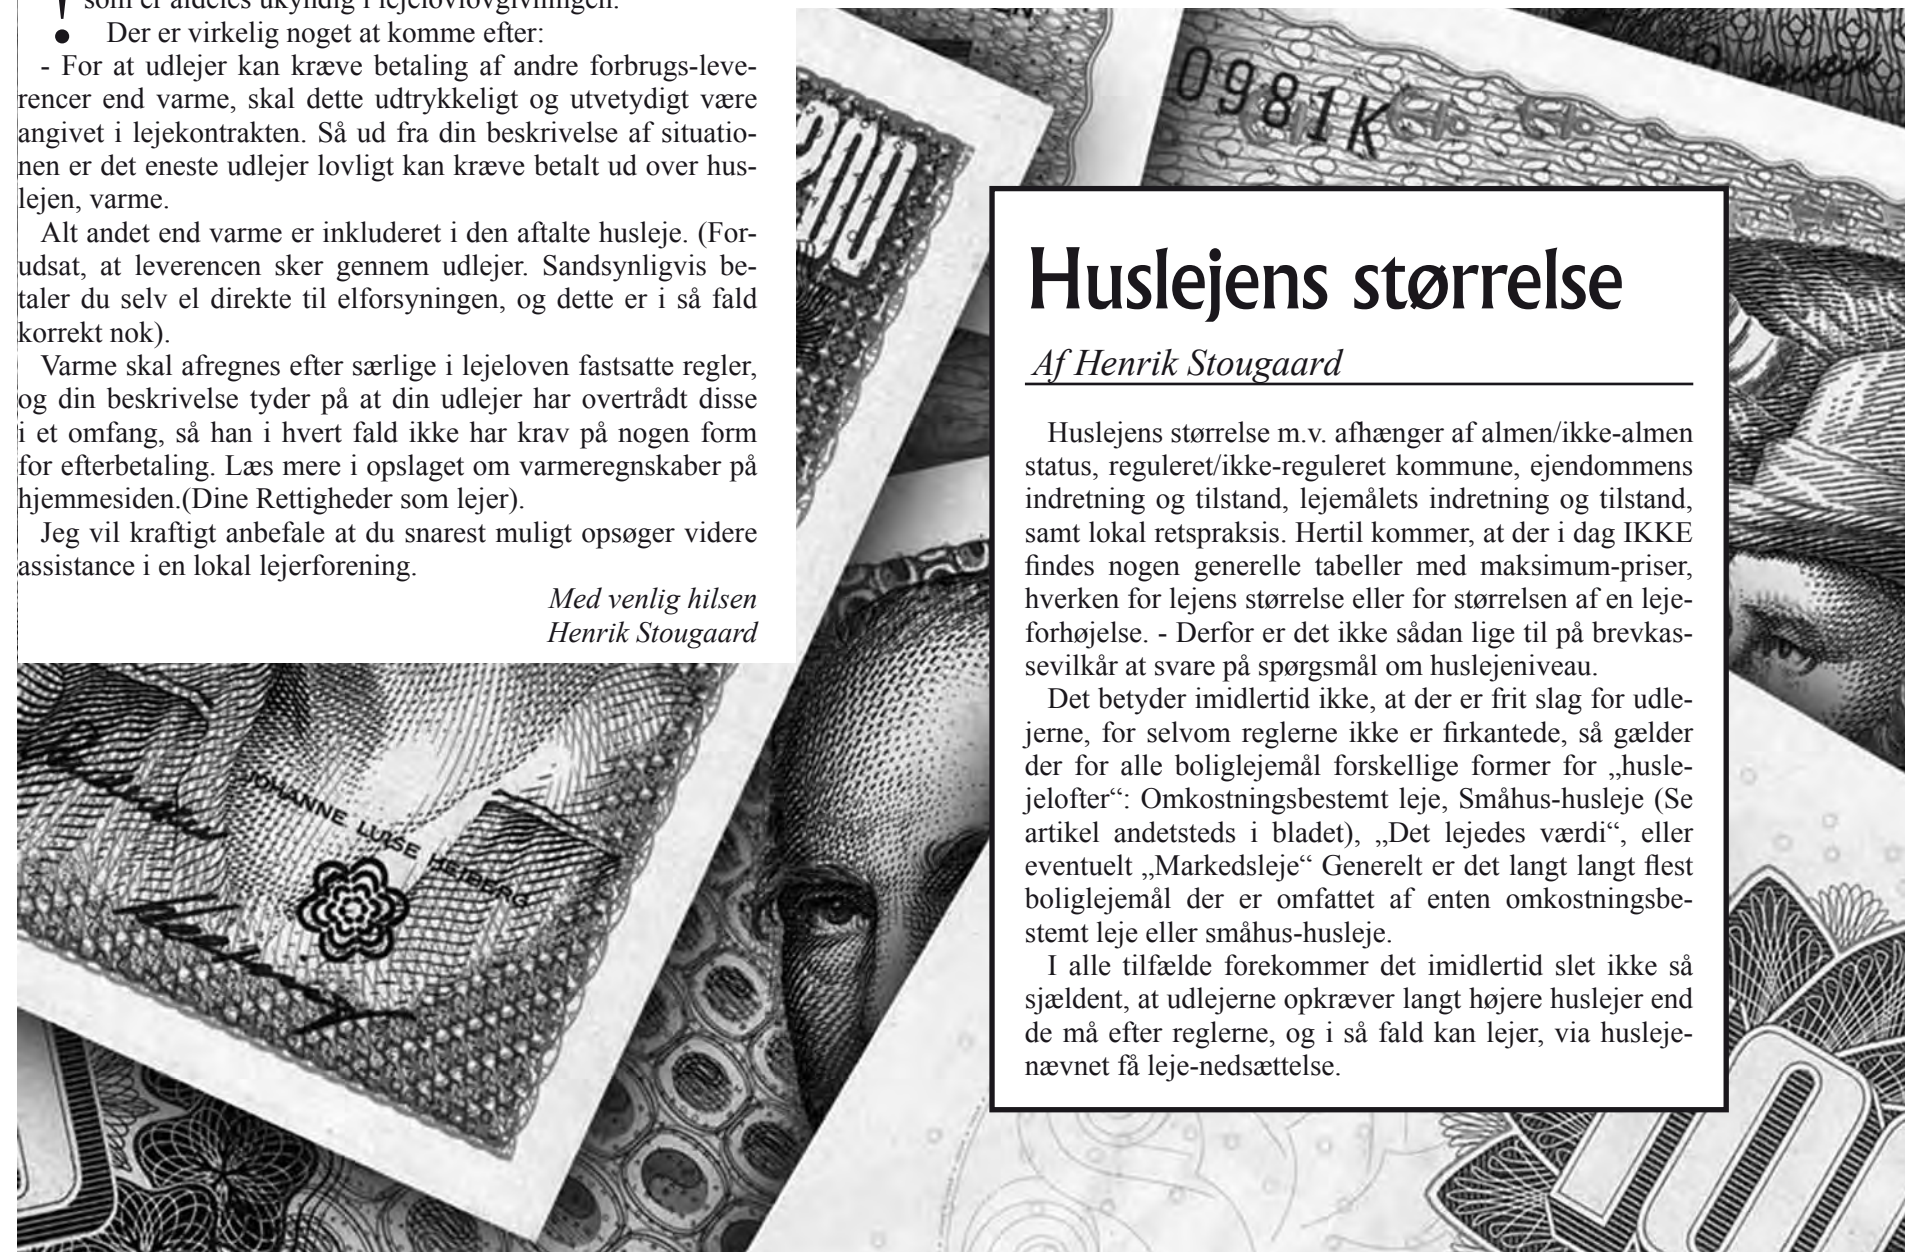 som er aldeles ukyndig i lejelovlovgivningen.
Der er virkelig noget at komme efter:
- For at udlejer kan kræve betaling af andre forbrugs-leve-
rencer end varme, skal dette udtrykkeligt og utvetydigt være
angivet i lejekontrakten. Så ud fra din beskrivelse af situatio-
nen er det eneste udlejer lovligt kan kræve betalt ud over hus-
lejen, varme.
Alt andet end varme er inkluderet i den aftalte husleje. (For-
udsat, at leverencen sker gennem udlejer. Sandsynligvis be-
taler du selv el direkte til elforsyningen, og dette er i så fald
korrekt nok).
Varme skal afregnes efter særlige i lejeloven fastsatte regler,
og din beskrivelse tyder på at din udlejer har overtrådt disse
i et omfang, så han i hvert fald ikke har krav på nogen form
for efterbetaling. Læs mere i opslaget om varmeregnskaber på
hjemmesiden.(Dine Rettigheder som lejer).
Jeg vil kraftigt anbefale at du snarest muligt opsøger videre
assistance i en lokal lejerforening.
Med venlig hilsen
Henrik Stougaard
JOHANNE LUISE HEIBERG
0981K
Huslejens størrelse
Af Henrik Stougaard
Huslejens størrelse m.v. afhænger af almen/ikke-almen
status, reguleret/ikke-reguleret kommune, ejendommens
indretning og tilstand, lejemålets indretning og tilstand,
samt lokal retspraksis. Hertil kommer, at der i dag IKKE
findes nogen generelle tabeller med maksimum-priser,
hverken for lejens størrelse eller for størrelsen af en leje-
forhøjelse. - Derfor er det ikke sådan lige til på brevkas-
sevilkår at svare på spørgsmål om huslejeniveau.
Det betyder imidlertid ikke, at der er frit slag for udle-
jerne, for selvom reglerne ikke er firkantede, så gælder
der for alle boliglejemål forskellige former for „husle-
jelofter“: Omkostningsbestemt leje, Småhus-husleje (Se
artikel andetsteds i bladet), „Det lejedes værdi“, eller
eventuelt „Markedsleje“ Generelt er det langt langt flest
boliglejemål der er omfattet af enten omkostningsbe-
stemt leje eller småhus-husleje.
I alle tilfælde forekommer det imidlertid slet ikke så
sjældent, at udlejerne opkræver langt højere huslejer end
de må efter reglerne, og i så fald kan lejer, via husleje-
nævnet få leje-nedsættelse.